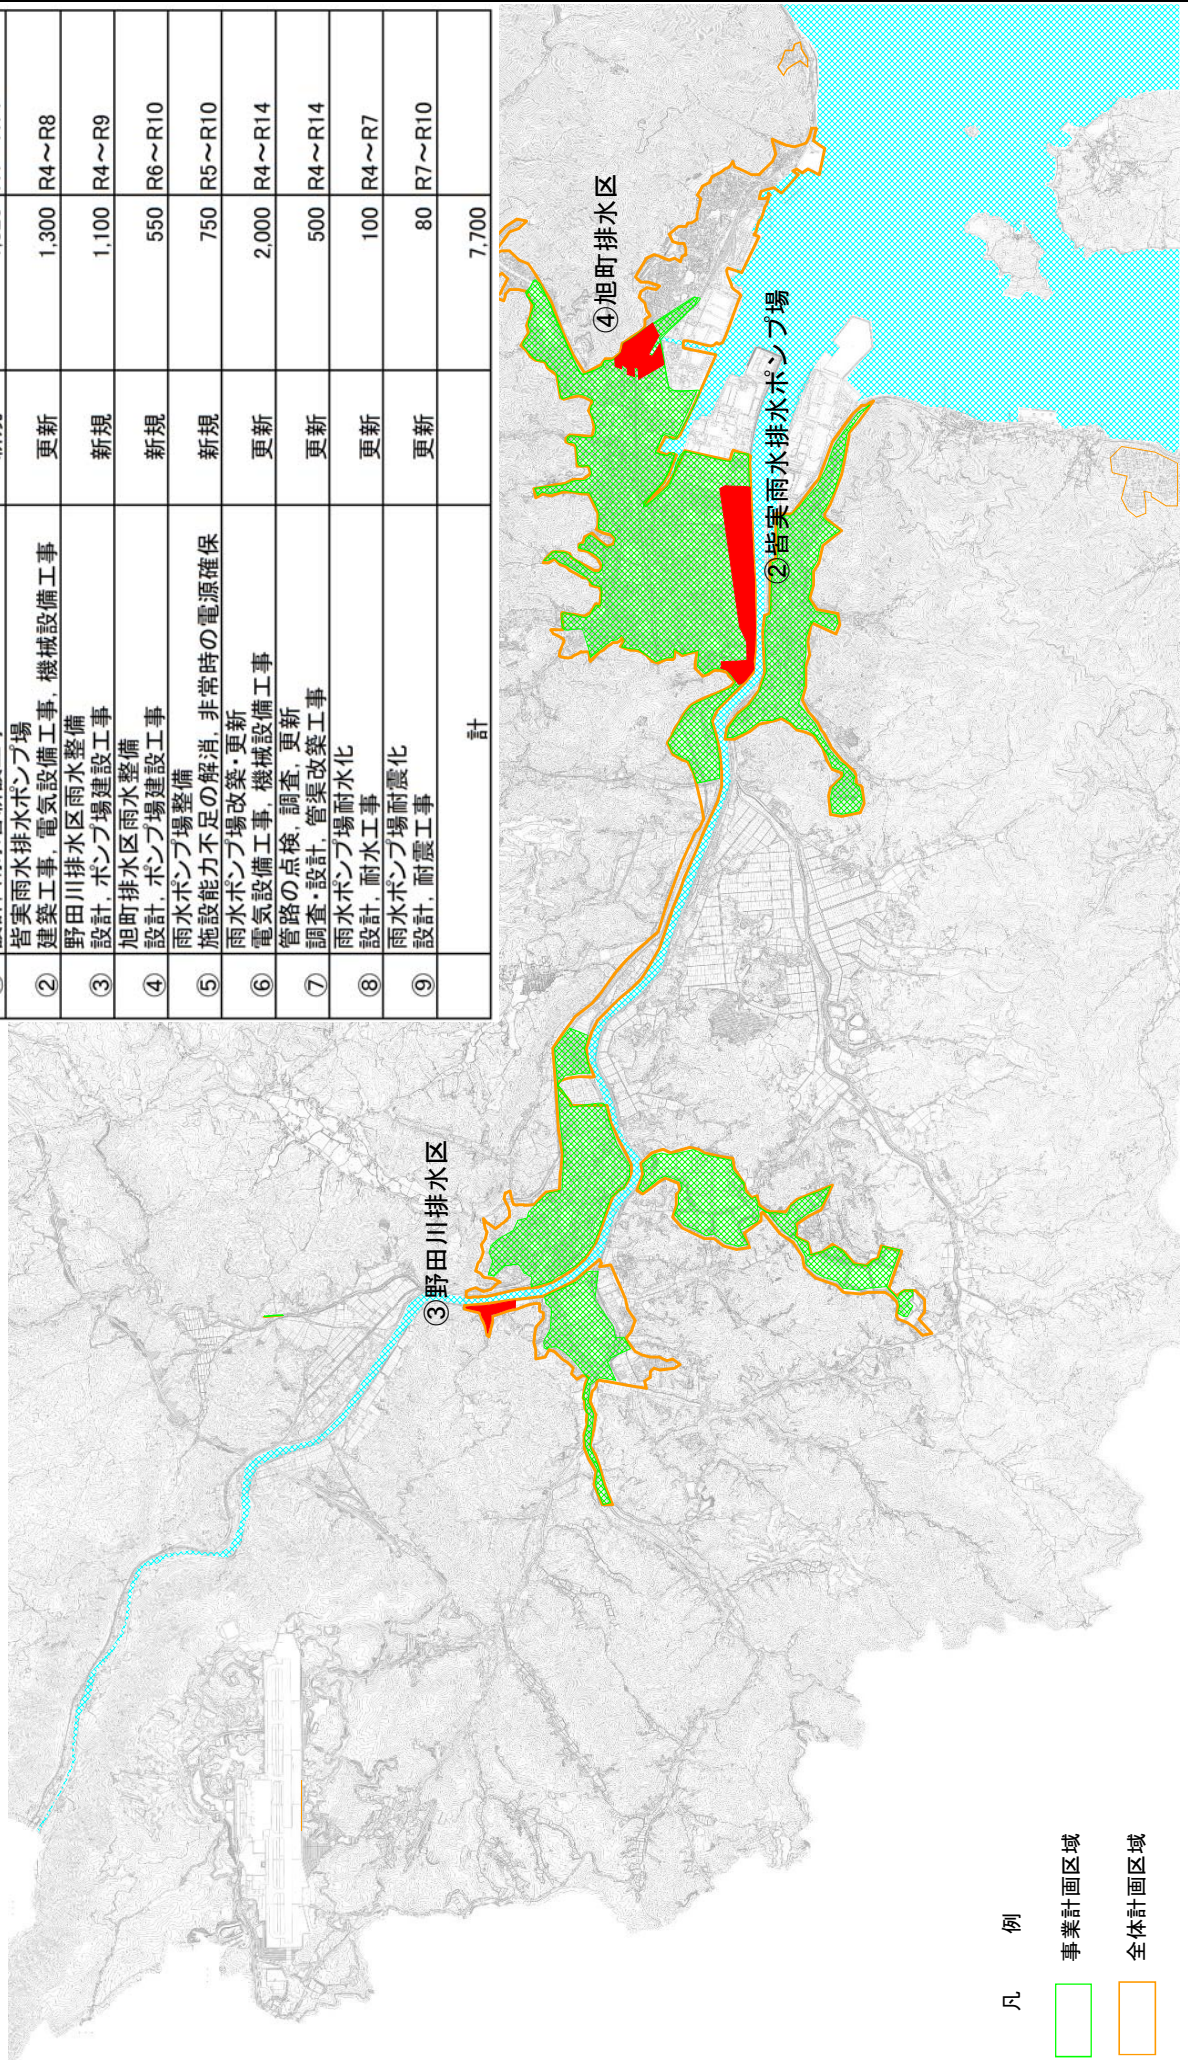 皆実雨水排水ポンプ場
② 建築工事，電気設備工事，機械設備工事 更新 1,300 R4～R8
野田川排水区雨水整備
③ 設計，ポンプ場建設工事 新規 1,100 R4～R9
旭町排水区雨水整備
④ 設計，ポンプ場建設工事 新規 550 R6～R10
雨水ポンプ場整備
⑤ 施設能力不足の解消，非常時の電源確保 新規 750 R5～R10
雨水ポンプ場改築・更新
⑥ 電気設備工事，機械設備工事 更新 2,000 R4～R14
管路の点検，調査，更新
⑦ 調査・設計，管渠改築工事 更新 500 R4～R14
雨水ポンプ場耐水化
⑧ 設計，耐水工事 更新 100 R4～R7
雨水ポンプ場耐震化
⑨ 設計，耐震工事 更新 80 R7～R10
計 7,700
③野田川排水区
④旭町排水区
②皆実雨水排水ポンプ場
凡 例
事業計画区域
全体計画区域